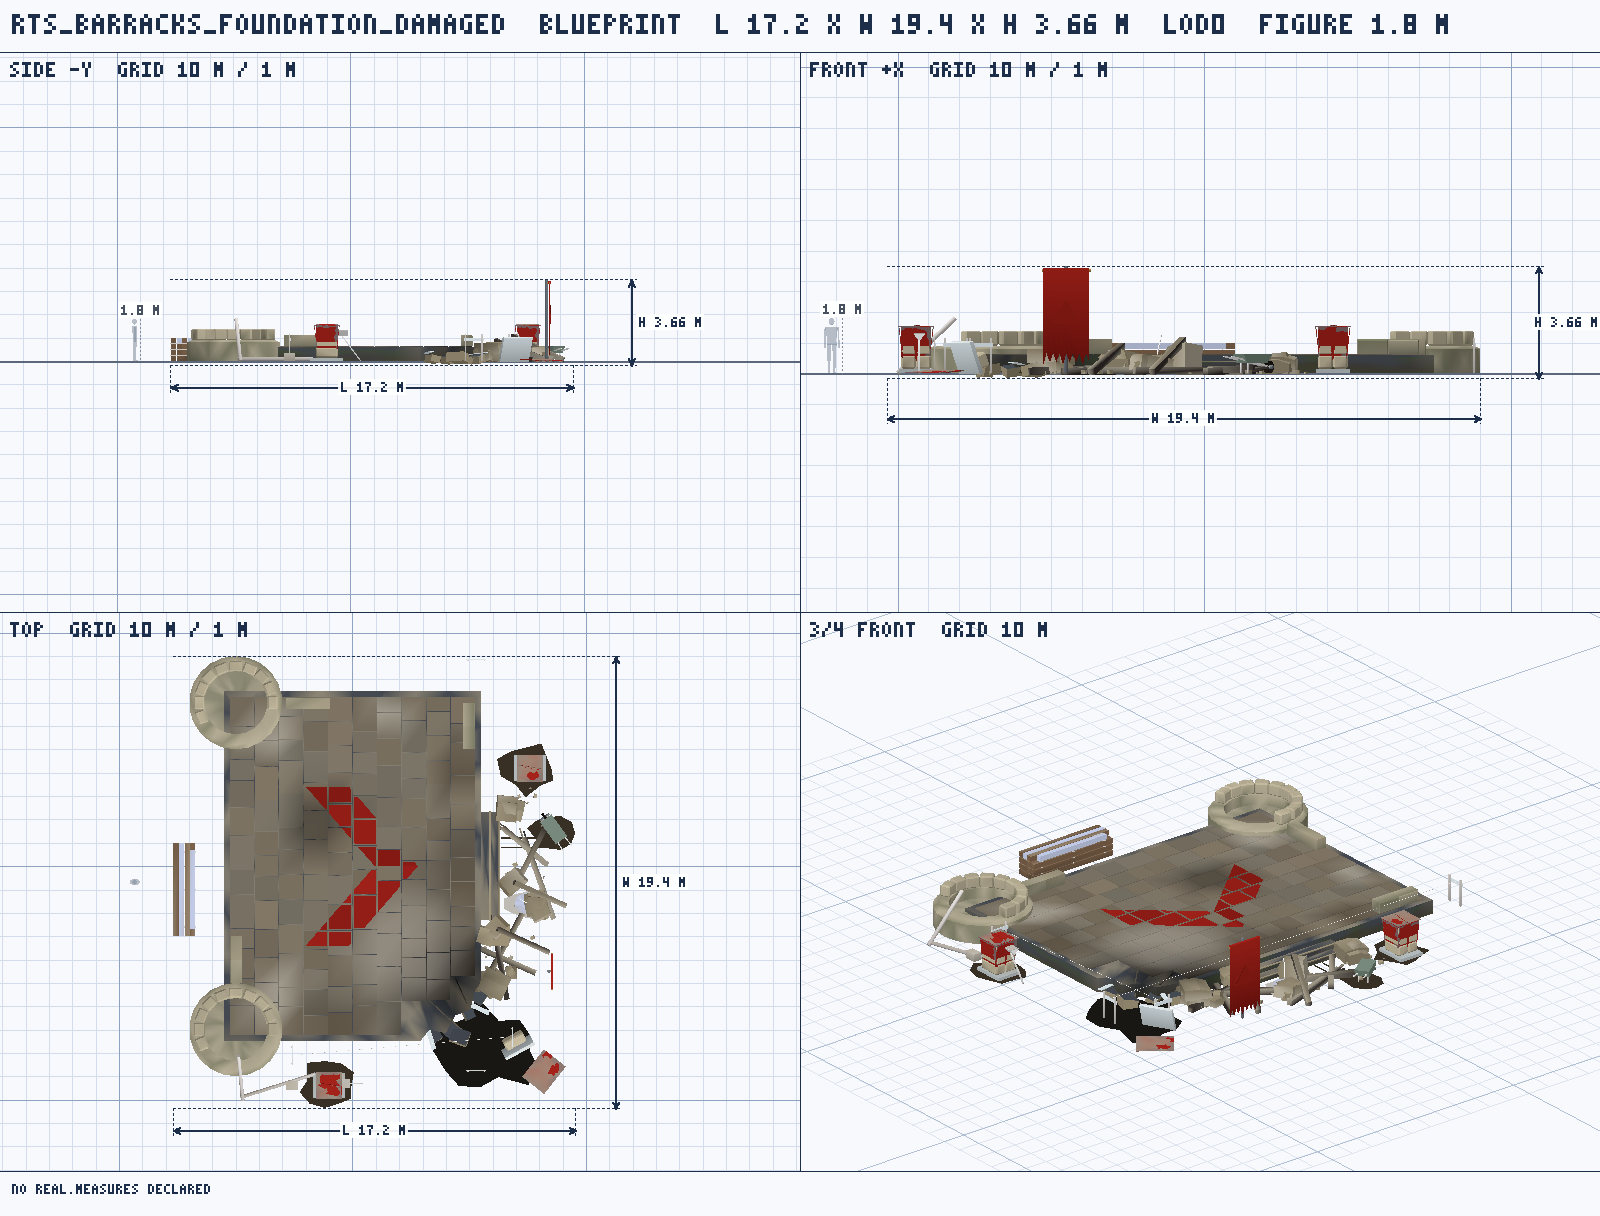 RTS_BARRACKS_FOUNDATION_DAMAGED BLUEPRINT L 17.2 X W 19.4 X H 3.66 M LOD0 FIGURE 1.8 M
SIDE -Y GRID 10 M / 1 M
FRONT +X GRID 10 M / 1 M
1.8 M
H 3.66 M
L 17.2 M
1.8 M
H 3.66 M
W 19.4 M
TOP GRID 10 M / 1 M
3/4 FRONT GRID 10 M
W 19.4 M
L 17.2 M
NO REAL.MEASURES DECLARED